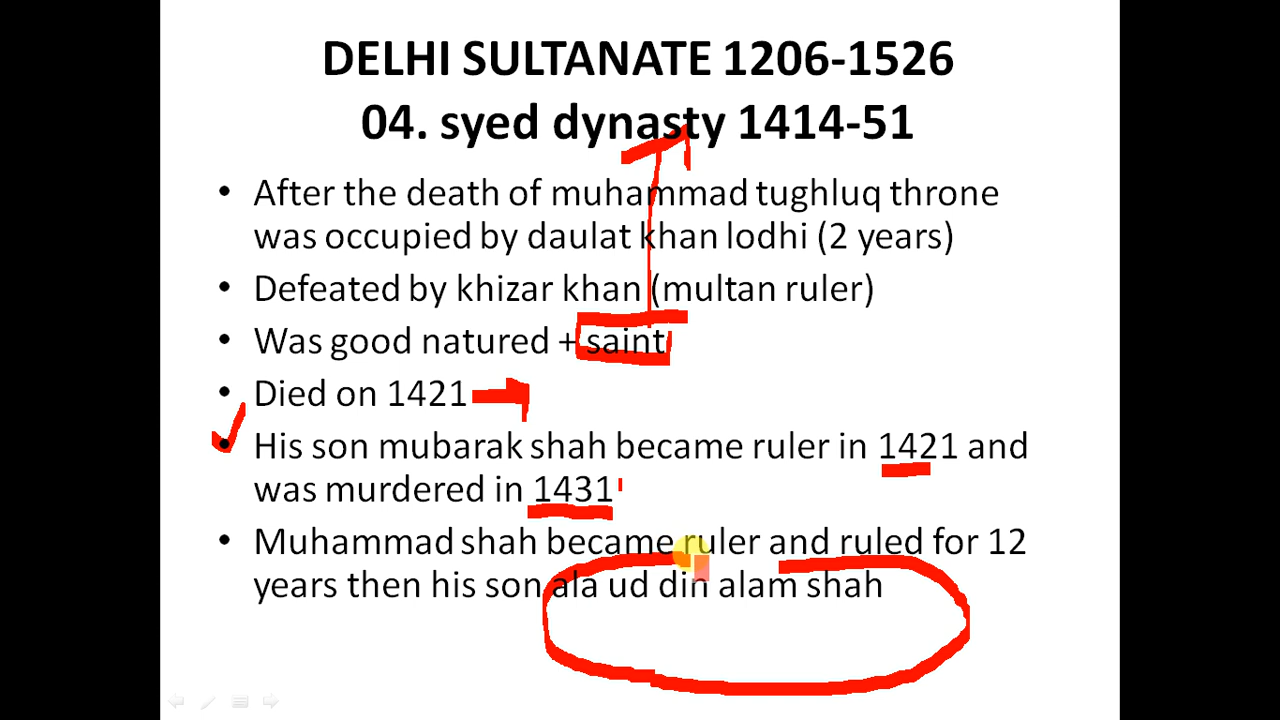 DELHI SULTANATE 1206-1526
04. syed dynasty 1414-51
• After the death of muhammad tughluq throne
was occupied by daulat khan lodhi (2 years)
• Defeated by khizar khan (multan ruler)
• Was good natured + saint
• Died on 1421
• His son mubarak shah became ruler in 1421 and
was murdered in 1431
• Muhammad shah became ruler and ruled for 12
years then his son ala ud din alam shah